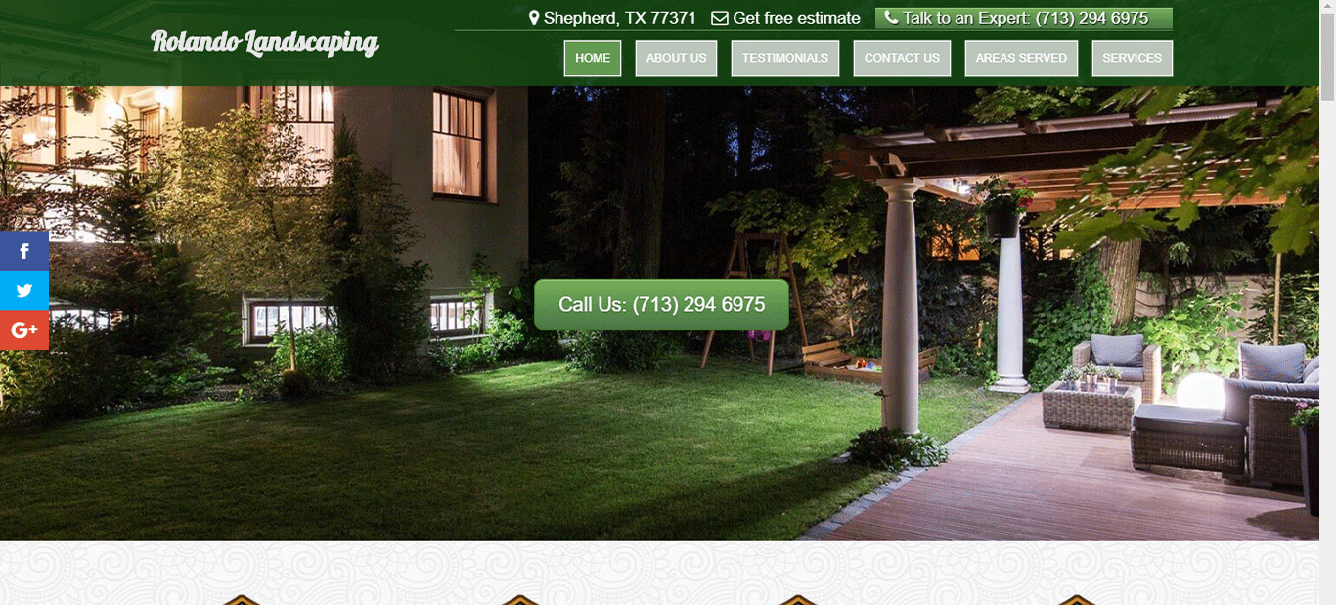 Shepherd, TX 77371 Get free estimate Talk to an Expert: (713) 294 6975
Rolando Landscaping
HOME ABOUT US TESTIMONIALS CONTACT US AREAS SERVED SERVICES
Call Us: (713) 294 6975
f
G+